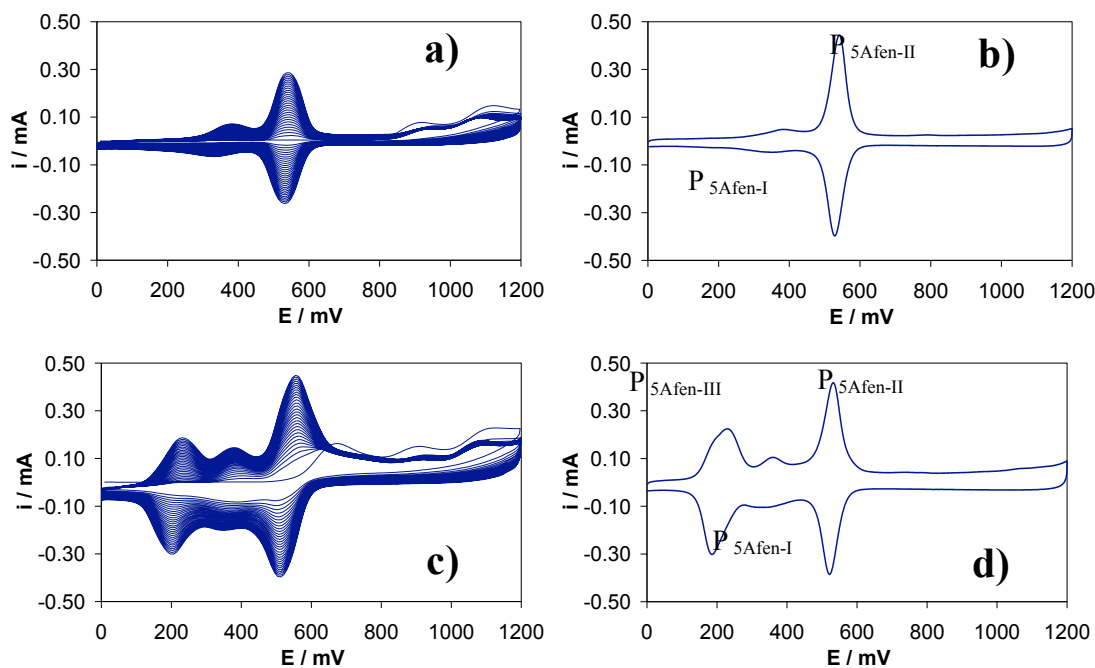 0.50
0.30
0.10
-0.10
-0.30
-0.50
i / mA
0 200 400 600 800 1000 1200
E / mV
a)
0.50
0.30
0.10
-0.10
-0.30
-0.50
i / mA
0 200 400 600 800 1000 1200
E / mV
b)
P 5Afen-II
P 5Afen-I
0.50
0.30
0.10
-0.10
-0.30
-0.50
i / mA
0 200 400 600 800 1000 1200
E / mV
c)
0.50
0.30
0.10
-0.10
-0.30
-0.50
i / mA
0 200 400 600 800 1000 1200
E / mV
P 5Afen-III
P 5Afen-II
P 5Afen-I
d)